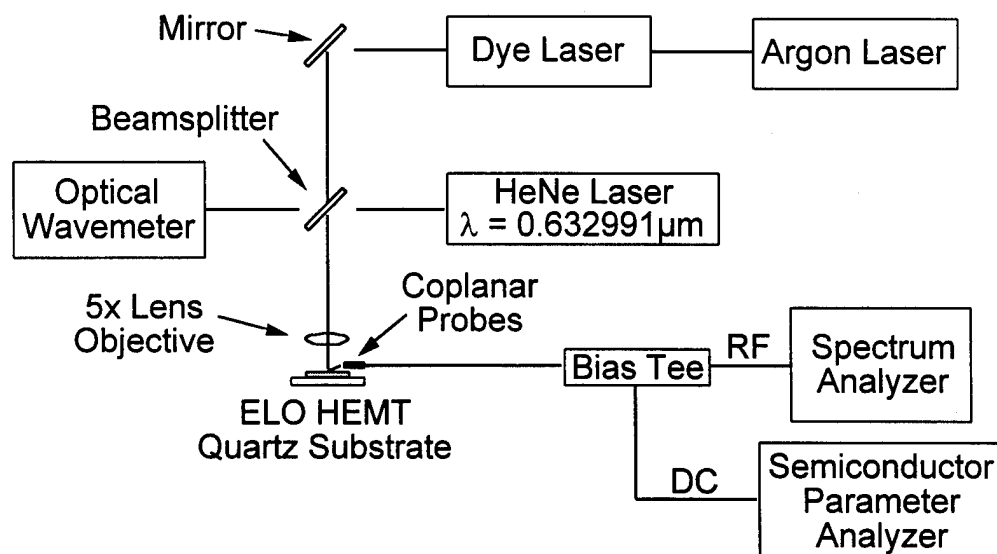 Mirror
Dye Laser
Argon Laser
Beamsplitter
Optical
Wavemeter
HeNe Laser
λ = 0.632991μm
5x Lens
Objective
Coplanar
Probes
Bias Tee
RF
Spectrum
Analyzer
ELO HEMT
Quartz Substrate
DC
Semiconductor
Parameter
Analyzer